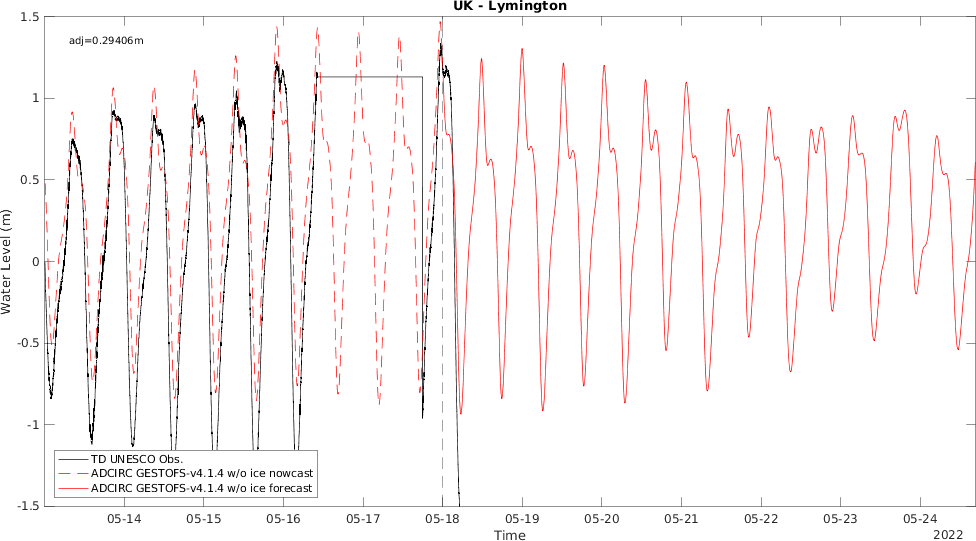 UK - Lymington
adj=0.29406m
Water Level (m)
1.5
1
0.5
0
-0.5
-1
-1.5
TD UNESCO Obs.
ADCIRC GESTOFS-v4.1.4 w/o ice nowcast
ADCIRC GESTOFS-v4.1.4 w/o ice forecast
05-14 05-15 05-16 05-17 05-18 05-19 05-20 05-21 05-22 05-23 05-24
Time
2022